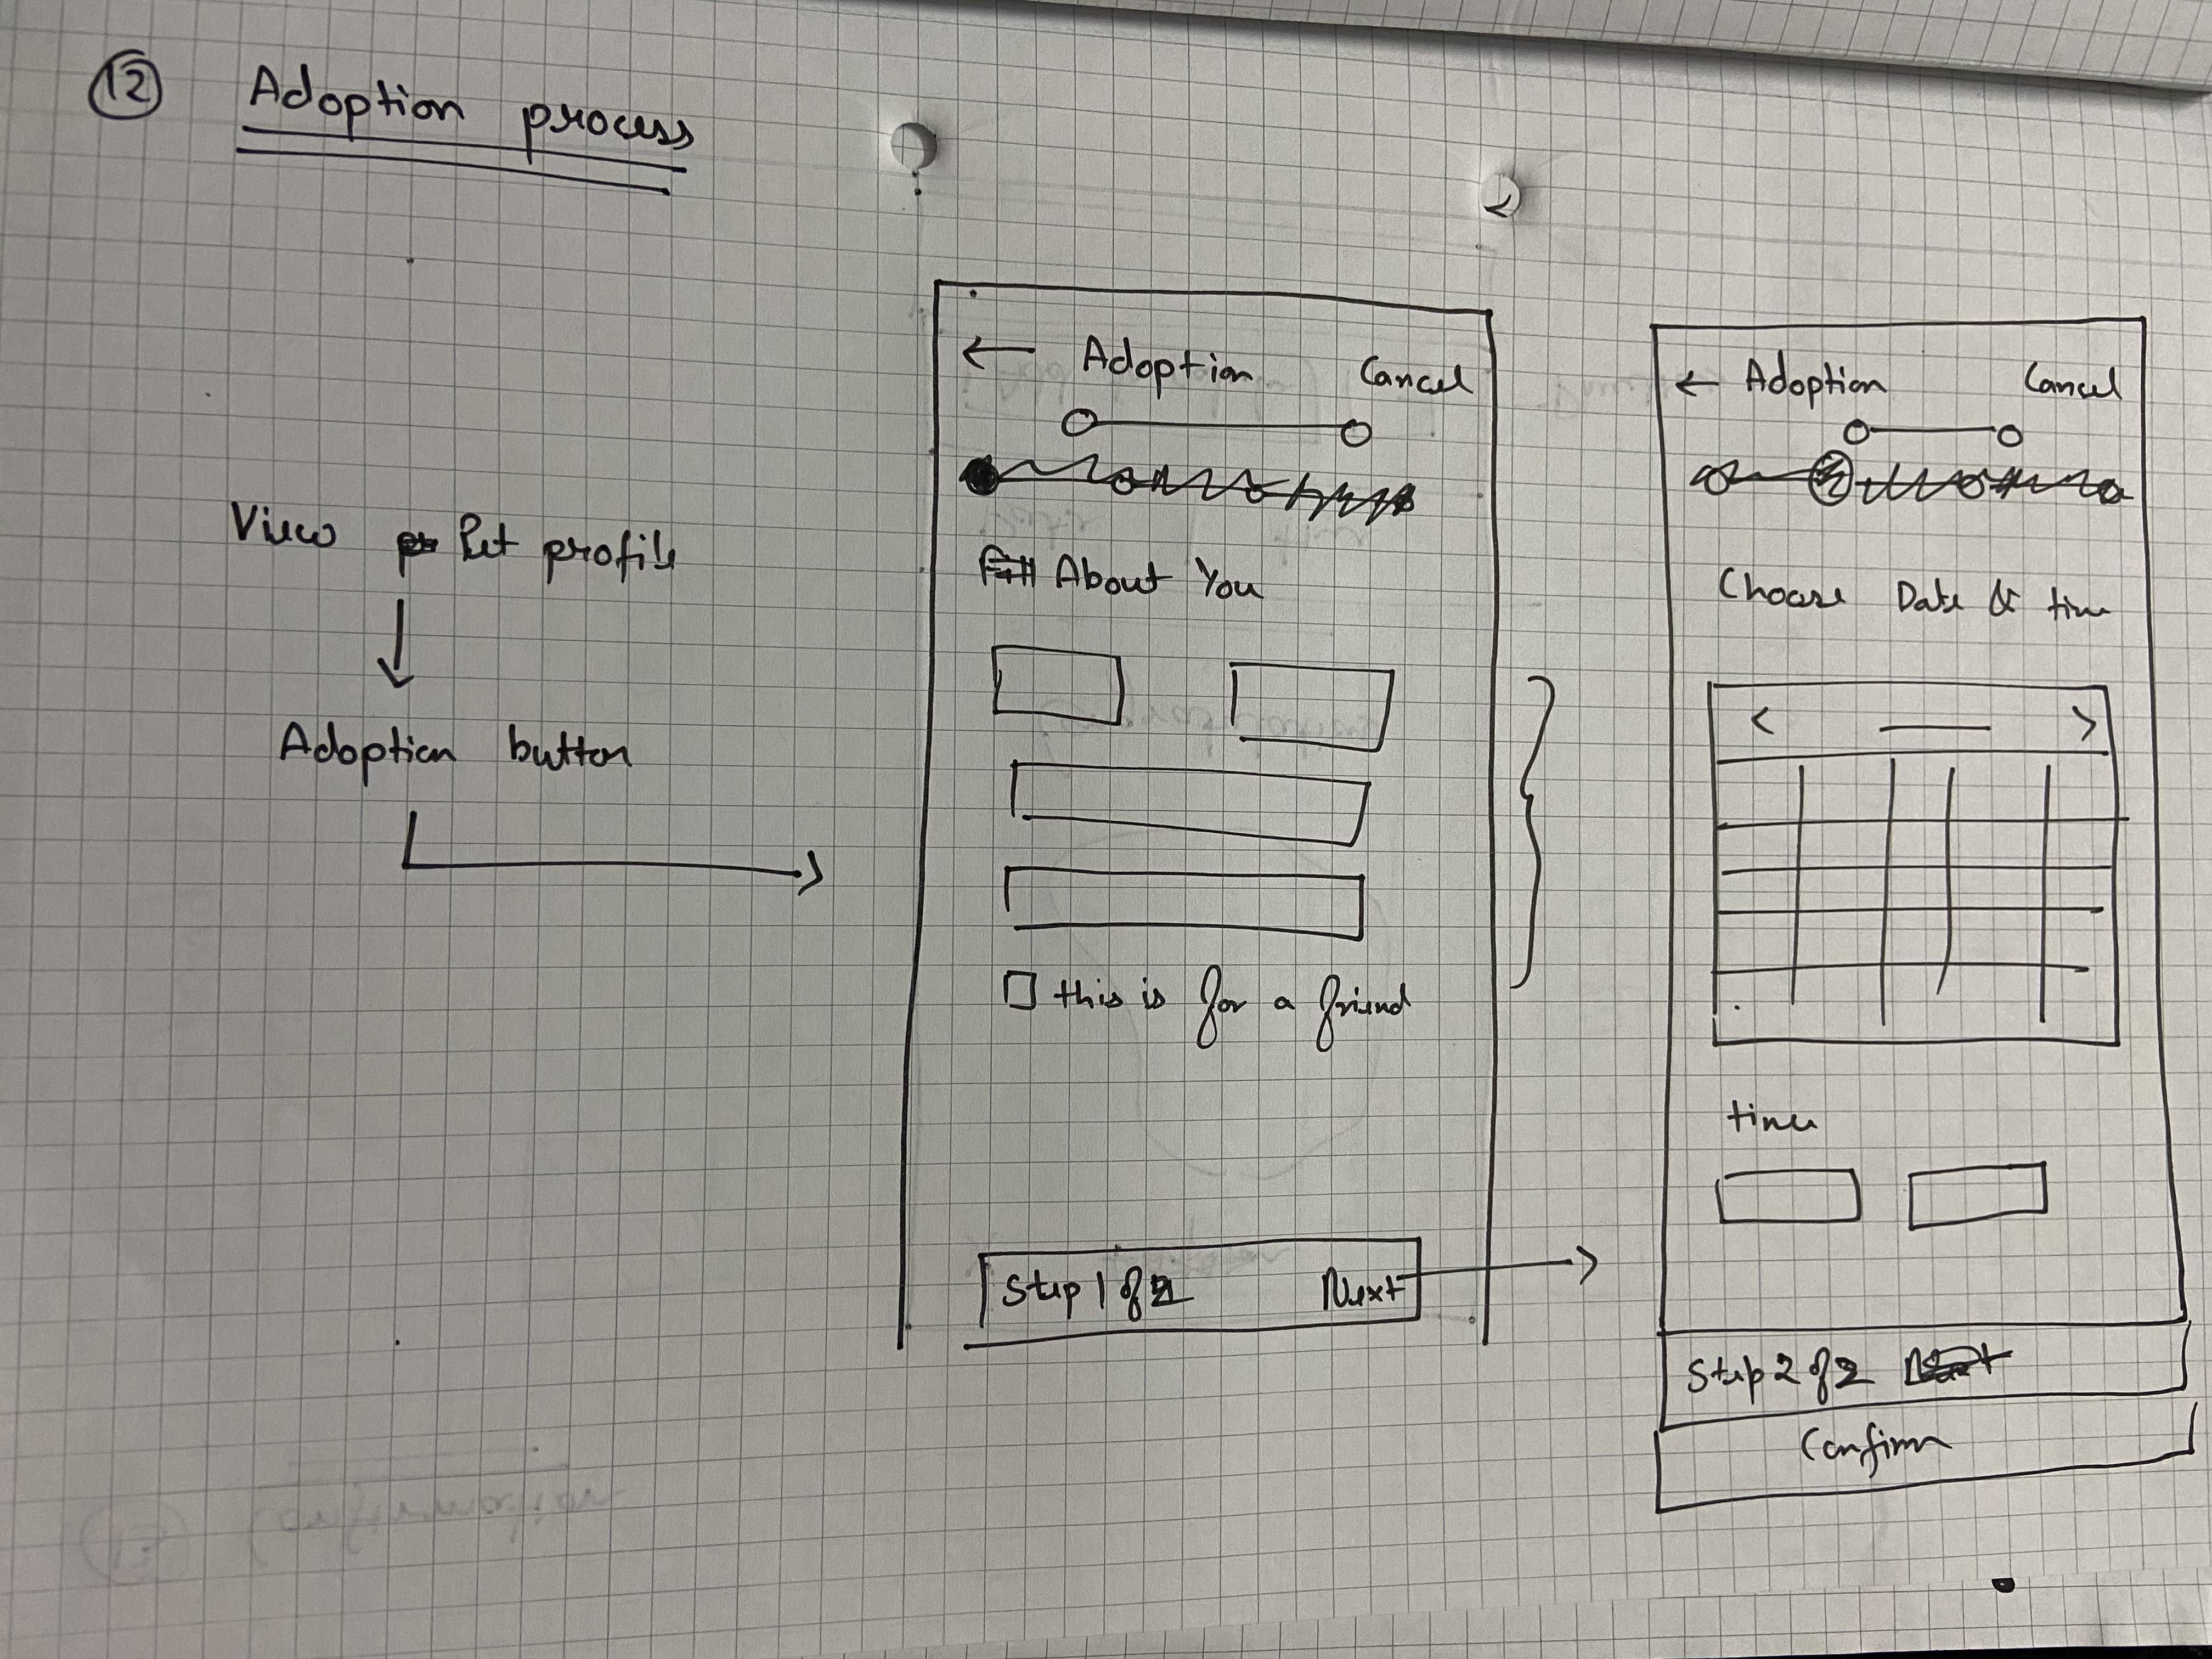 12 Adoption process
View Pet profile
Adoption button
← Adoption Cancel
About You
this is for a friend
Step 1 of 2 Next
← Adoption Cancel
Choose Date & time
< >
time
Step 2 of 2
Confirm